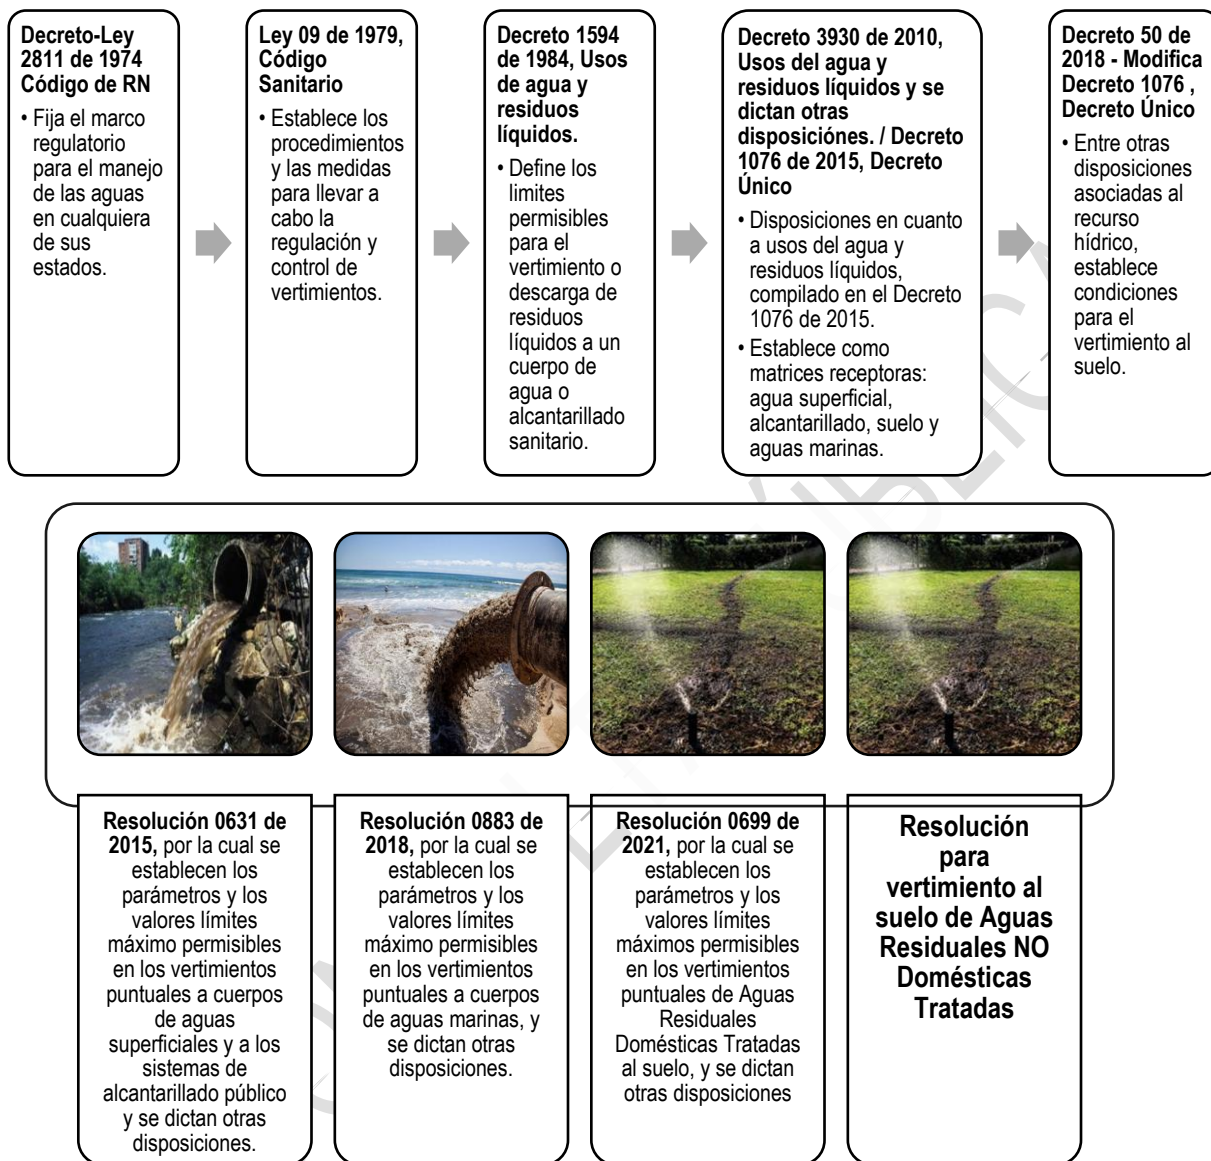 Decreto-Ley
2811 de 1974
Código de RN
• Fija el marco
regulatorio
para el manejo
de las aguas
en cualquiera
de sus
estados.
Ley 09 de 1979,
Código
Sanitario
• Establece los
procedimientos
y las medidas
para llevar a
cabo la
regulación y
control de
vertimientos.
Decreto 1594
de 1984, Usos
de agua y
residuos
líquidos.
• Define los
limites
permisibles
para el
vertimiento o
descarga de
residuos
líquidos a un
cuerpo de
agua o
alcantarillado
sanitario.
Decreto 3930 de 2010,
Usos del agua y
residuos líquidos y se
dictan otras
disposiciónes. / Decreto
1076 de 2015, Decreto
Único
• Disposiciones en cuanto
a usos del agua y
residuos líquidos,
compilado en el Decreto
1076 de 2015.
• Establece como
matrices receptoras:
agua superficial,
alcantarillado, suelo y
aguas marinas.
Decreto 50 de
2018 - Modifica
Decreto 1076 ,
Decreto Único
• Entre otras
disposiciones
asociadas al
recurso
hídrico,
establece
condiciones
para el
vertimiento al
suelo.
Resolución 0631 de
2015, por la cual se
establecen los
parámetros y los
valores límites
máximo permisibles
en los vertimientos
puntuales a cuerpos
de aguas
superficiales y a los
sistemas de
alcantarillado público
y se dictan otras
disposiciones.
Resolución 0883 de
2018, por la cual se
establecen los
parámetros y los
valores límites
máximo permisibles
en los vertimientos
puntuales a cuerpos
de aguas marinas, y
se dictan otras
disposiciones.
Resolución 0699 de
2021, por la cual se
establecen los
parámetros y los
valores límites
máximos permisibles
en los vertimientos
puntuales de Aguas
Residuales
Domésticas Tratadas
al suelo, y se dictan
otras disposiciones
Resolución
para
vertimiento al
suelo de Aguas
Residuales NO
Domésticas
Tratadas